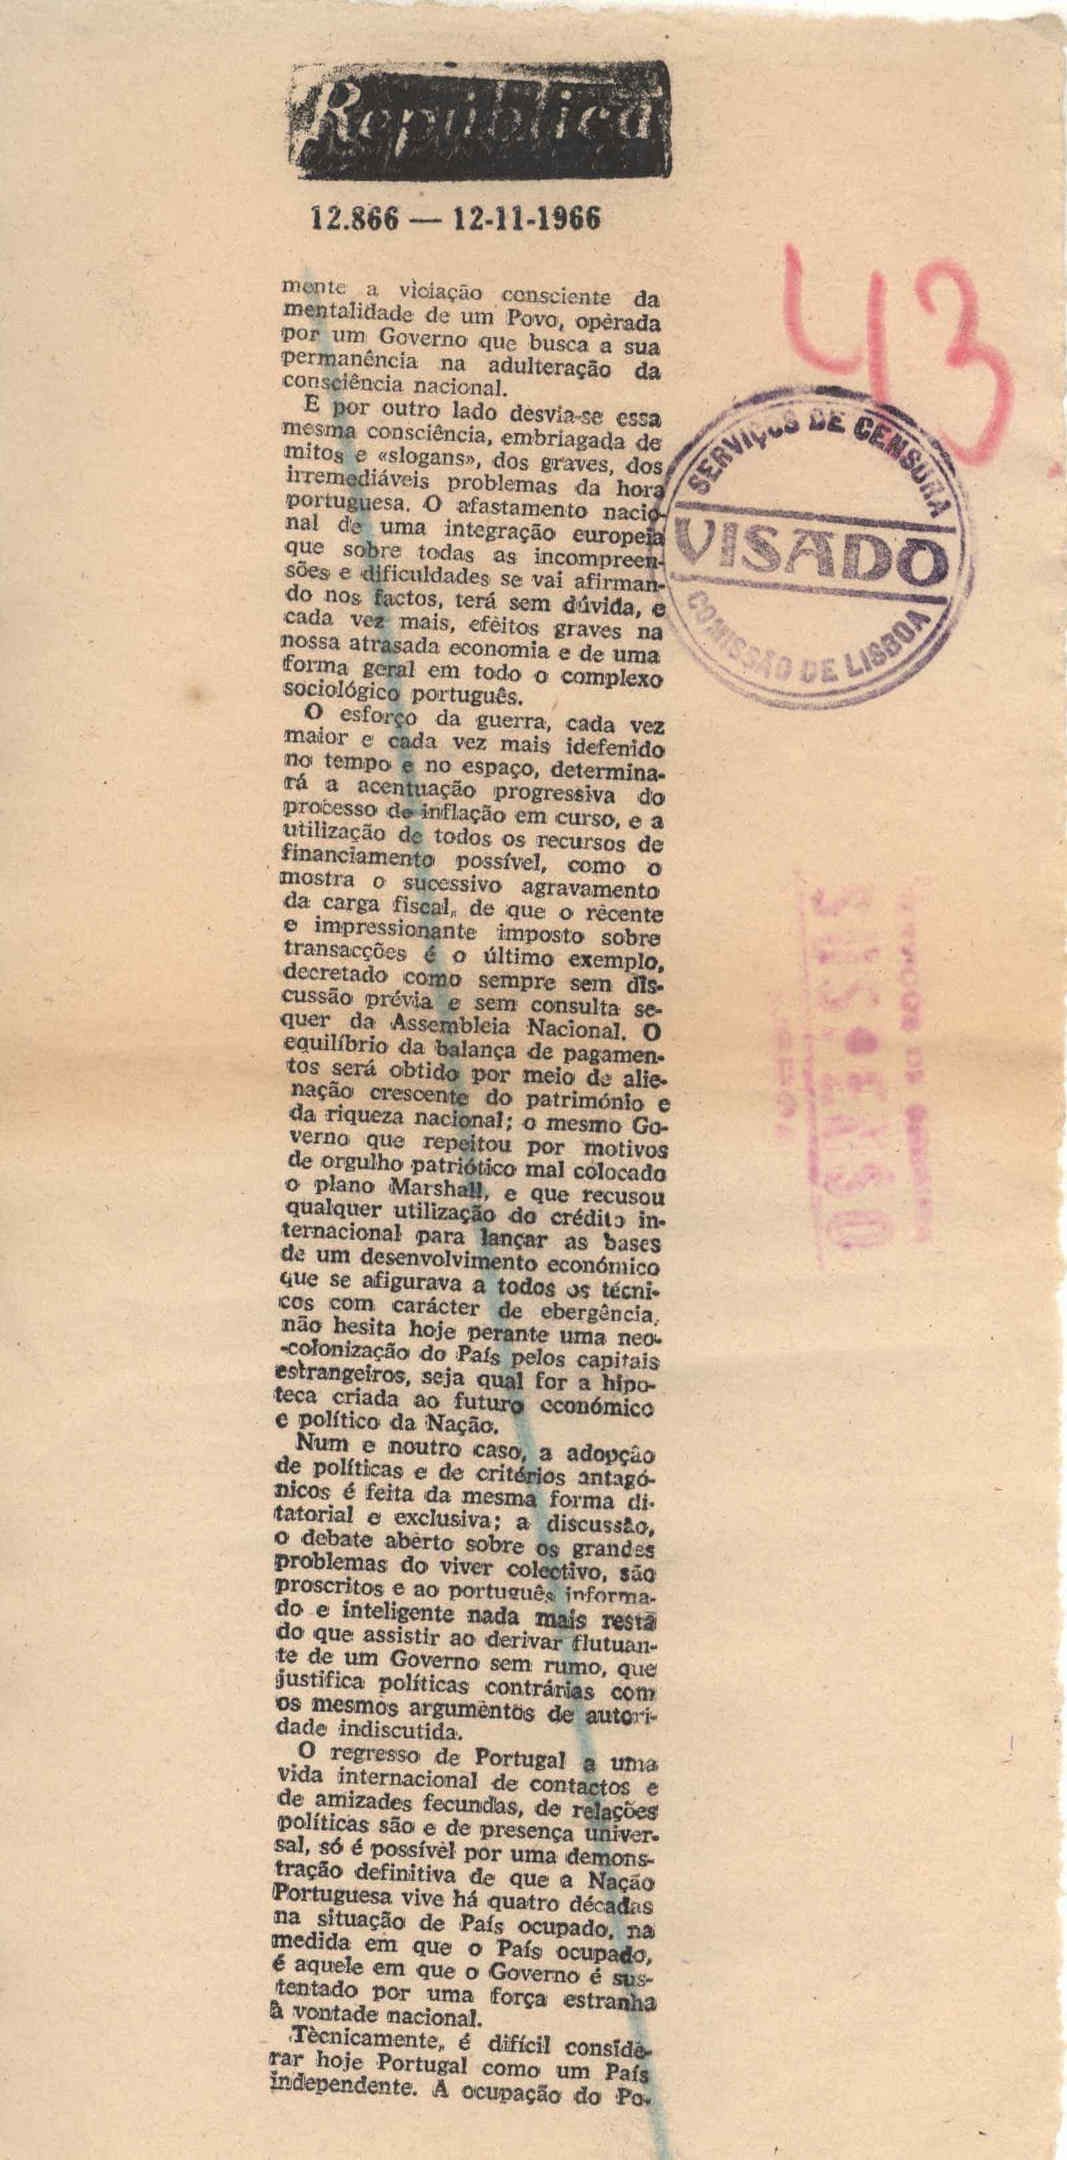 República
12.866 — 12-11-1966
43
mente a viciação consciente da
mentalidade de um Povo, operada
por um Governo que busca a sua
permanência na adulteração da
consciência nacional.
E por outro lado desvia-se essa
mesma consciência, embriagada de
mitos e «slogans», dos graves, dos
irremediáveis problemas da hora
portuguesa. O afastamento nacio-
nal de uma integração europeia
que sobre todas as incompreen-
sões e dificuldades se vai afirman-
do nos factos, terá sem dúvida, e
cada vez mais, efeitos graves na
nossa atrasada economia e de uma
forma geral em todo o complexo
sociológico português.
SERVIÇOS DE CENSURA
VISADO
COMISSÃO DE LISBOA
O esforço da guerra, cada vez
maior e cada vez mais idefenido
no tempo e no espaço, determina-
rá a acentuação progressiva do
processo de inflação em curso, e a
utilização de todos os recursos de
financiamento possível, como o
mostra o sucessivo agravamento
da carga fiscal, de que o recente
e impressionante imposto sobre
transacções é o último exemplo,
decretado como sempre sem dis-
cussão prévia e sem consulta se-
quer da Assembleia Nacional. O
equilíbrio da balança de pagamen-
tos será obtido por meio de alie-
nação crescente do património e
da riqueza nacional; o mesmo Go-
verno que repeitou por motivos
de orgulho patriótico mal colocado
o plano Marshall, e que recusou
qualquer utilização do crédito in-
ternacional para lançar as bases
de um desenvolvimento económico
que se afigurava a todos os técni-
cos com carácter de ebergência,
não hesita hoje perante uma neo-
-colonização do País pelos capitais
estrangeiros, seja qual for a hipo-
teca criada ao futuro económico
e político da Nação.
Num e noutro caso, a adopção
de políticas e de critérios antagó-
nicos é feita da mesma forma di-
tatorial e exclusiva; a discussão,
o debate aberto sobre os grandes
problemas do viver colectivo, são
proscritos e ao português informa-
do e inteligente nada mais resta
do que assistir ao derivar flutuan-
te de um Governo sem rumo, que
justifica políticas contrárias com
os mesmos argumentos de autori-
dade indiscutida.
O regresso de Portugal a uma
vida internacional de contactos e
de amizades fecundas, de relações
políticas são e de presença univer-
sal, só é possível por uma demons-
tração definitiva de que a Nação
Portuguesa vive há quatro décadas
na situação de País ocupado, na
medida em que o País ocupado,
é aquele em que o Governo é sus-
tentado por uma força estranha
à vontade nacional.
Tècnicamente, é difícil conside-
rar hoje Portugal como um País
independente. A ocupação do Po-